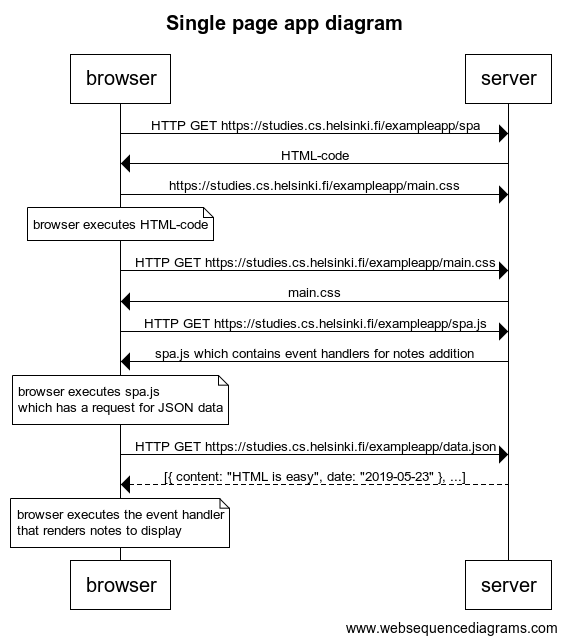 Single page app diagram
browser
server
HTTP GET https://studies.cs.helsinki.fi/exampleapp/spa
HTML-code
https://studies.cs.helsinki.fi/exampleapp/main.css
browser executes HTML-code
HTTP GET https://studies.cs.helsinki.fi/exampleapp/main.css
main.css
HTTP GET https://studies.cs.helsinki.fi/exampleapp/spa.js
spa.js which contains event handlers for notes addition
browser executes spa.js
which has a request for JSON data
HTTP GET https://studies.cs.helsinki.fi/exampleapp/data.json
[{ content: "HTML is easy", date: "2019-05-23" }, ...]
browser executes the event handler
that renders notes to display
browser
server
www.websequencediagrams.com